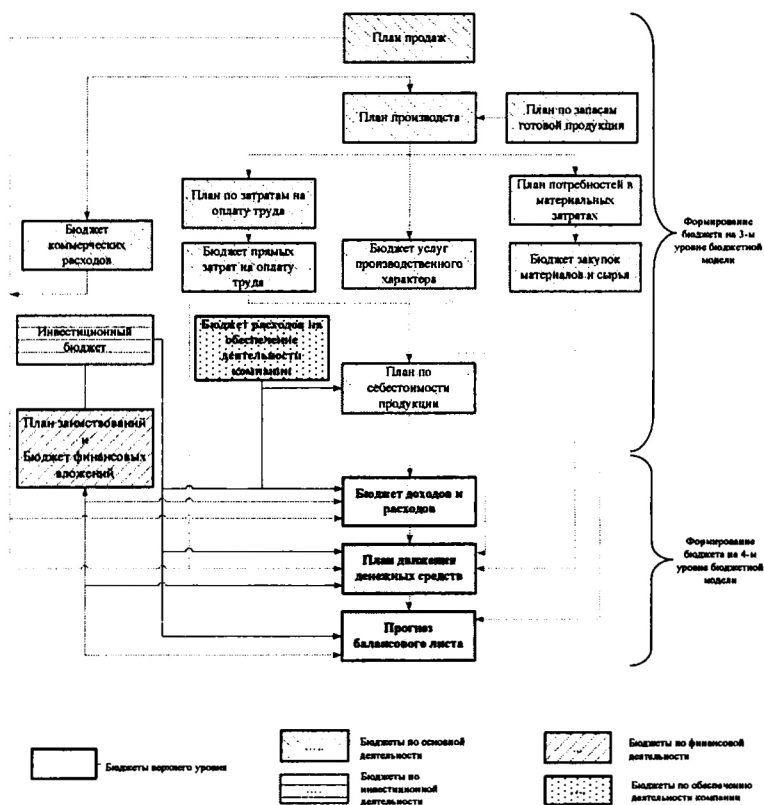 План продаж
План производст
План по запасам
готовой продукции
План по затратам на
оплату труда
План потребностей в
материальных
затратах
Бюджет
коммерческих
расходов
Бюджет прямых
затрат на оплату
труда
Бюджет услуг
производственного
характера
Бюджет закупок
материалов и сырья
Формирование
бюджета на 3-м
уровне бюджетной
модели
Инвестиционный
бюджет
Бюджет расходов на
обеспечение
деятельности
компании
План по
себестоимости
продукции
План заимствований
и
Бюджет финансовых
вложений
Бюджет доходов и
расходов
План движения
денежных средств
Прогноз
балансового листа
Формирование
бюджета на 4-м
уровне бюджетной
модели
Бюджеты верхнего уровня
Бюджеты по основной
деятельности
Бюджеты по
инвестиционной
деятельности
Бюджеты по финансовой
деятельности
Бюджеты по обеспечению
деятельности компании